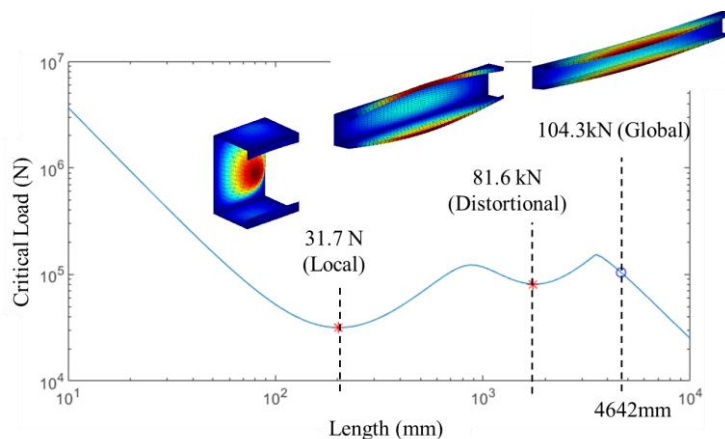 10^7
10^6
10^5
10^4
Critical Load (N)
104.3kN (Global)
81.6 kN
(Distortional)
31.7 N
(Local)
10^1
10^2
10^3
10^4
4642mm
Length (mm)